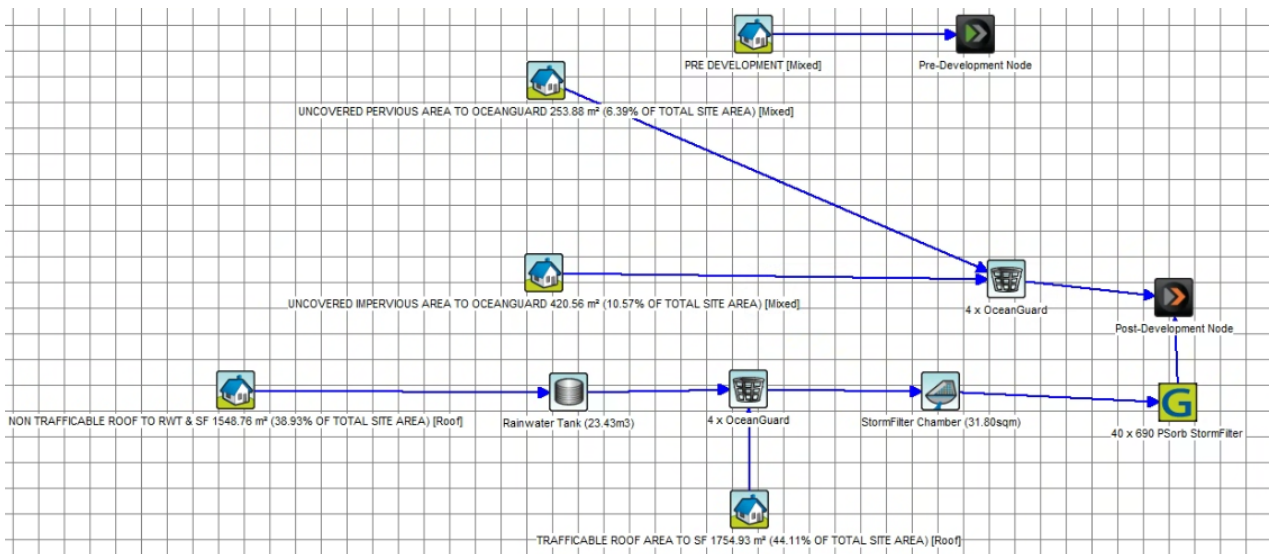 PRE DEVELOPMENT [Mixed]
Pre-Development Node
UNCOVERED PERVIOUS AREA TO OCEANGUARD 253.88 m² (6.39% OF TOTAL SITE AREA) [Mixed]
UNCOVERED IMPERVIOUS AREA TO OCEANGUARD 420.56 m² (10.57% OF TOTAL SITE AREA) [Mixed]
4 x OceanGuard
Post-Development Node
NON TRAFFICABLE ROOF TO RWT & SF 1548.76 m² (38.93% OF TOTAL SITE AREA) [Roof]
Rainwater Tank (23.43m3)
4 x OceanGuard
StormFilter Chamber (31.80sqm)
G
40 x 690 PSorb StormFilter
TRAFFICABLE ROOF AREA TO SF 1754.93 m² (44.11% OF TOTAL SITE AREA) [Roof]